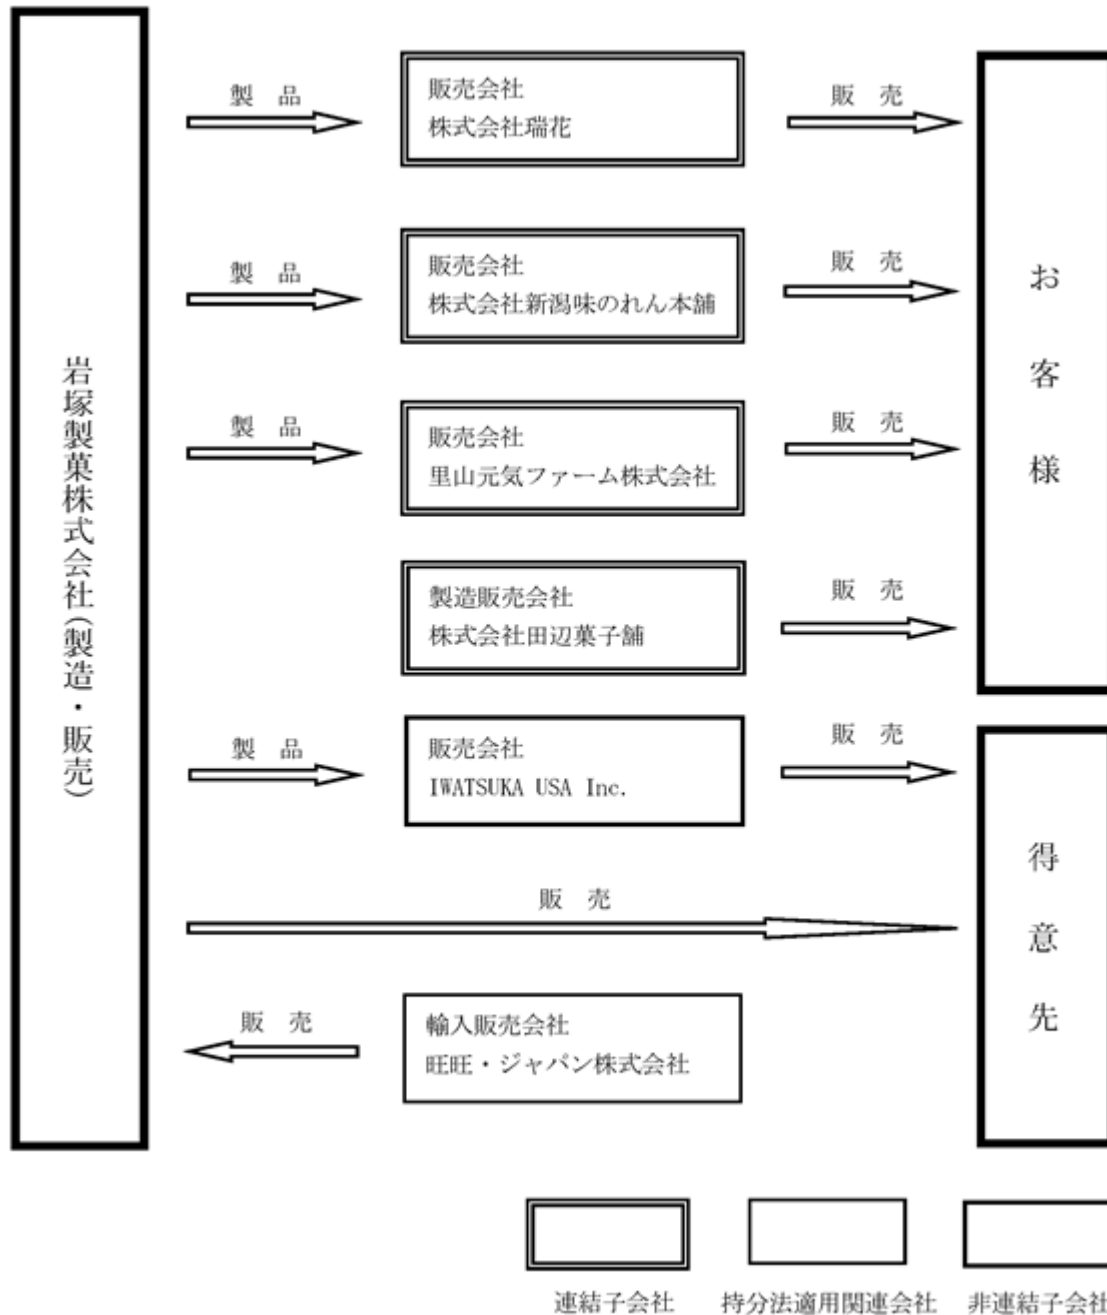 岩塚製菓株式会社(製造・販売)
製 品
販売会社
株式会社瑞花
販 売
製 品
販売会社
株式会社新潟味のれん本舗
販 売
製 品
販売会社
里山元気ファーム株式会社
販 売
製造販売会社
株式会社田辺菓子舗
販 売
お客様
製 品
販売会社
IWATSUKA USA Inc.
販 売
販 売
販 売
輸入販売会社
旺旺・ジャパン株式会社
得意先
連結子会社
持分法適用関連会社
非連結子会社